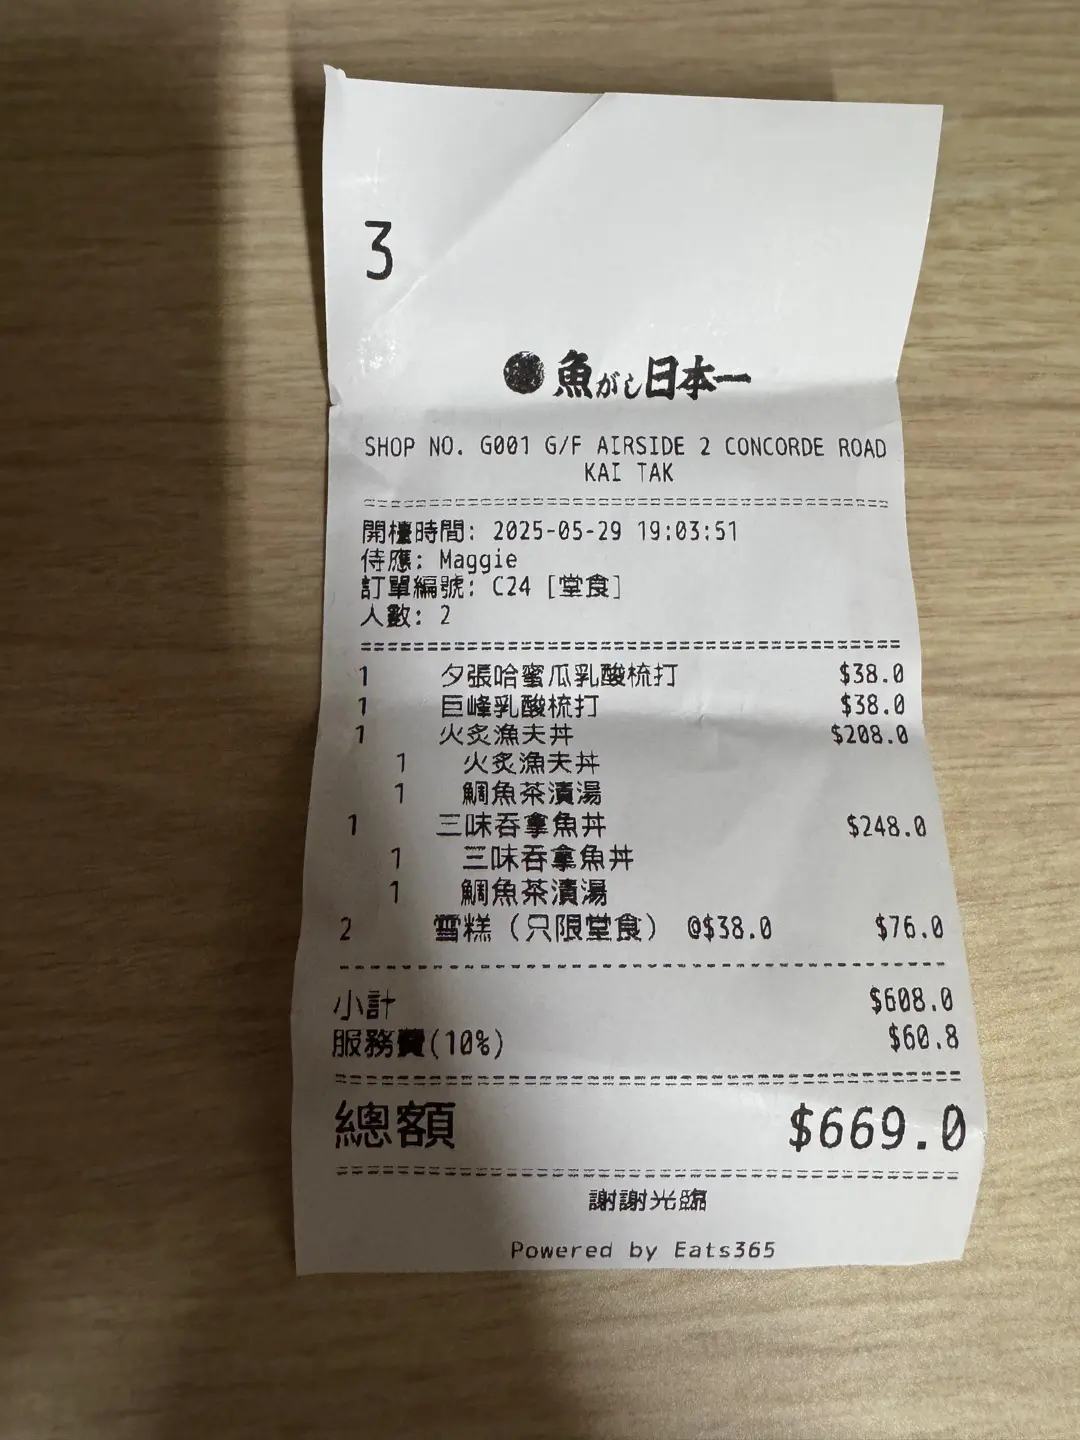 3
魚がし日本一
SHOP NO. G001 G/F AIRSIDE 2 CONCORDE ROAD
KAI TAK
開檯時間: 2025-05-29 19:03:51
侍應: Maggie
訂單編號: C24 [堂食]
人數: 2
1 夕張哈蜜瓜乳酸梳打 $38.0
1 巨峰乳酸梳打 $38.0
1 火炙漁夫丼 $208.0
1 火炙漁夫丼
1 鯛魚茶漬湯
1 三味吞拿魚丼 $248.0
1 三味吞拿魚丼
1 鯛魚茶漬湯
2 雪糕（只限堂食） @$38.0 $76.0
小計 $608.0
服務費(10%) $60.8
總額 $669.0
謝謝光臨
Powered by Eats365